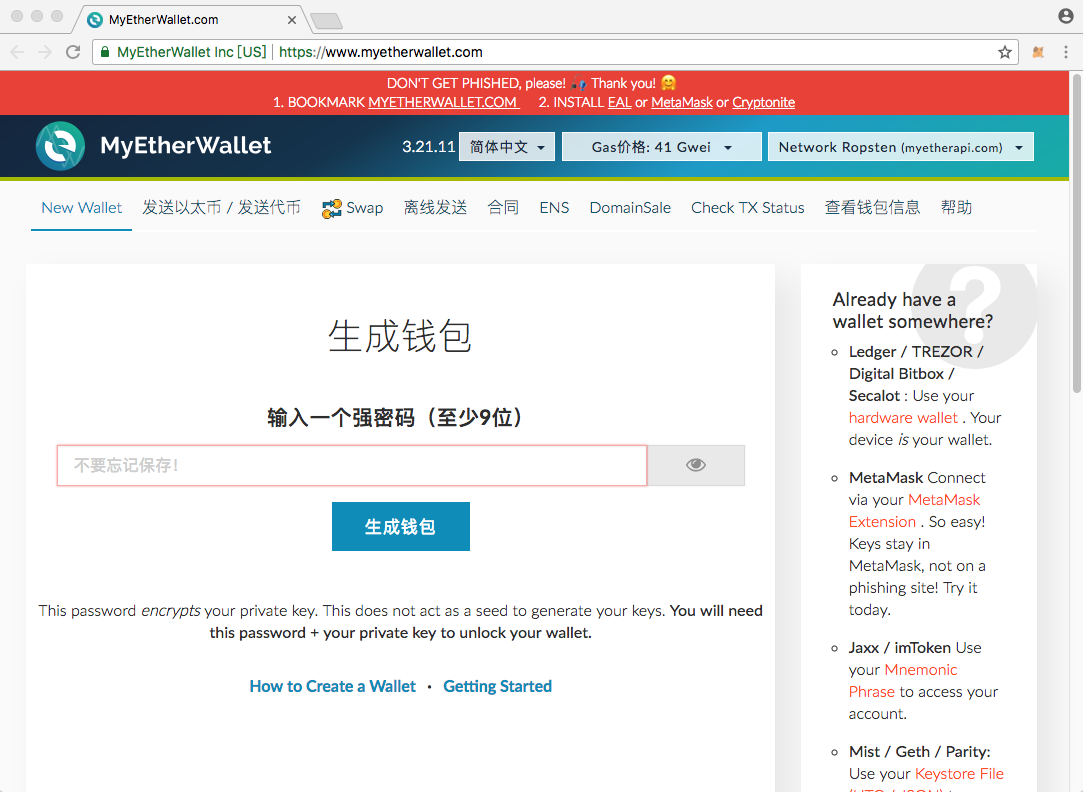 MyEtherWallet.com
MyEtherWallet Inc [US] | https://www.myetherwallet.com
DON'T GET PHISHED, please! 🎣 Thank you! 🤗
1. BOOKMARK MYETHERWALLET.COM 2. INSTALL EAL or MetaMask or Cryptonite
MyEtherWallet
3.21.11 简体中文 Gas价格: 41 Gwei Network Ropsten (myetherapi.com)
New Wallet 发送以太币 / 发送代币 Swap 离线发送 合同 ENS DomainSale Check TX Status 查看钱包信息 帮助
生成钱包
输入一个强密码（至少9位）
不要忘记保存！
生成钱包
This password encrypts your private key. This does not act as a seed to generate your keys. You will need
this password + your private key to unlock your wallet.
How to Create a Wallet • Getting Started
?
Already have a
wallet somewhere?
Ledger / TREZOR /
Digital Bitbox /
Secalot : Use your
hardware wallet . Your
device is your wallet.
MetaMask Connect
via your MetaMask
Extension . So easy!
Keys stay in
MetaMask, not on a
phishing site! Try it
today.
Jaxx / imToken Use
your Mnemonic
Phrase to access your
account.
Mist / Geth / Parity:
Use your Keystore File